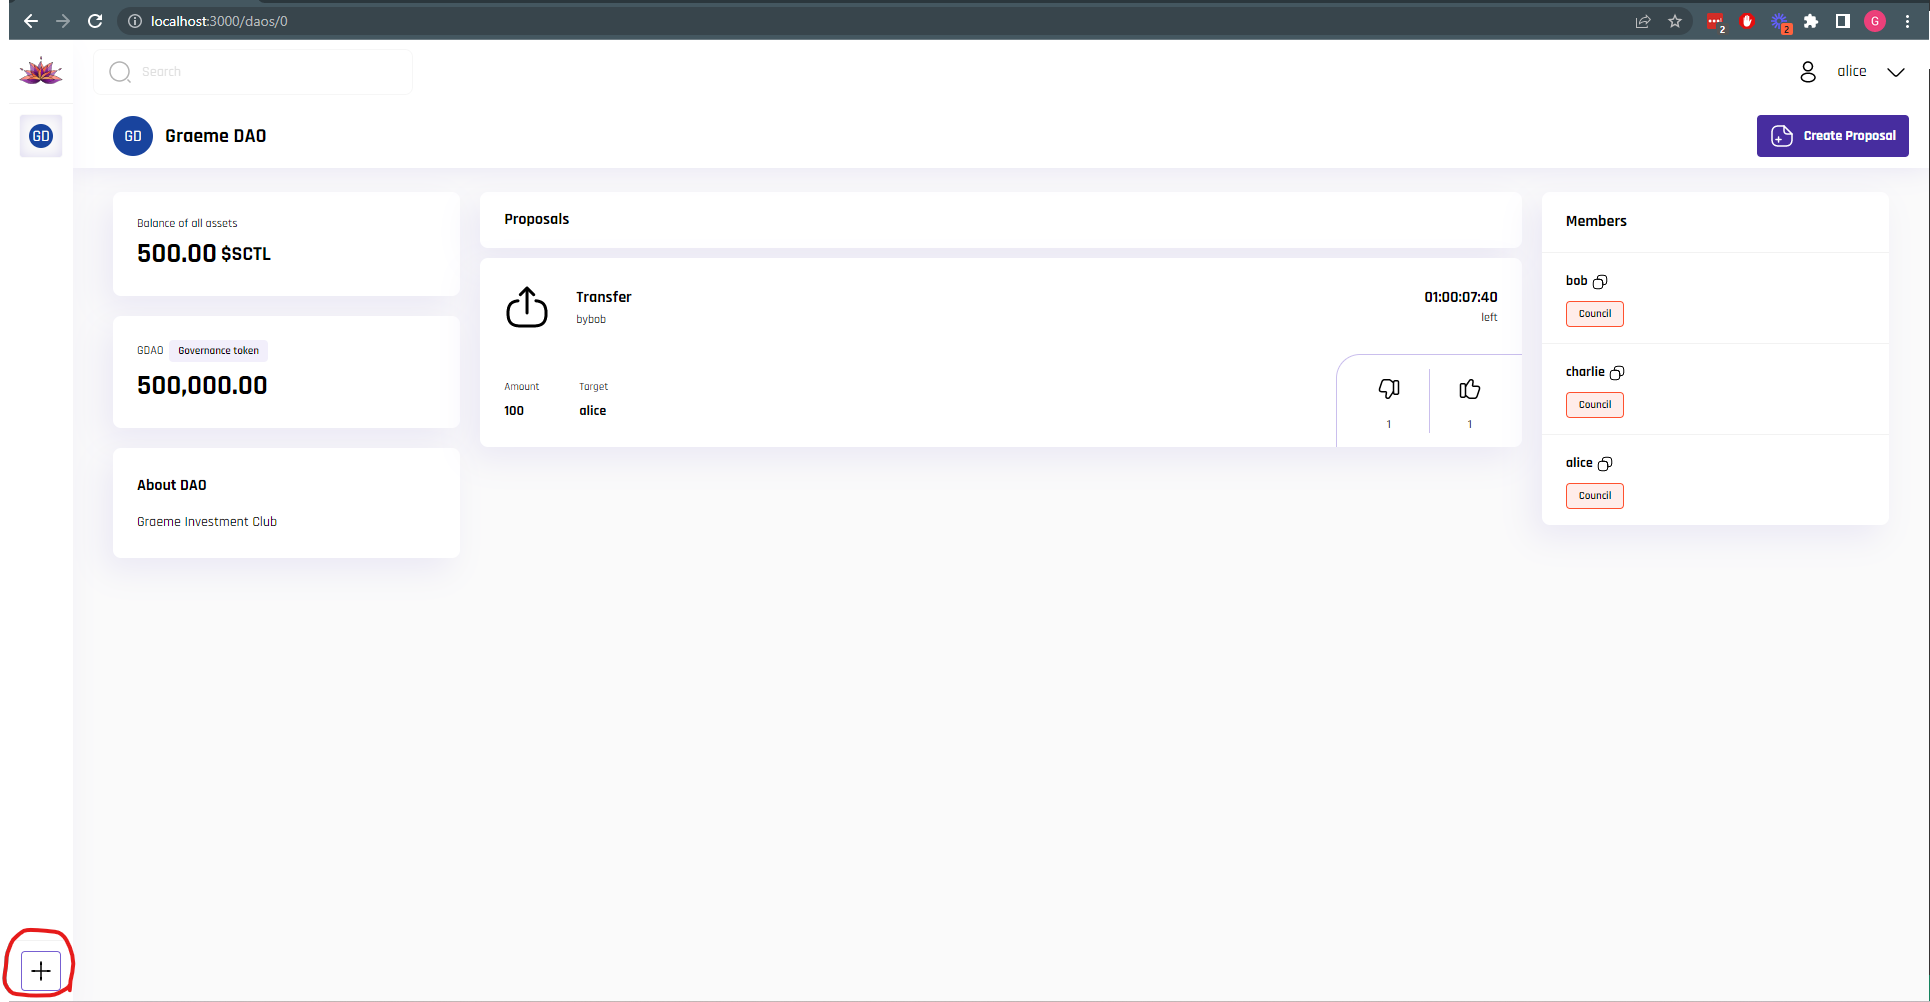 localhost:3000/daos/0
2
2
G
Search
alice
GD
GD
Graeme DAO
Create Proposal
Balance of all assets
500.00 $SCTL
GDAO
Governance token
500,000.00
About DAO
Graeme Investment Club
Proposals
Transfer
bybob
01:00:07:40
left
Amount
Target
100
alice
1
1
Members
bob
Council
charlie
Council
alice
Council